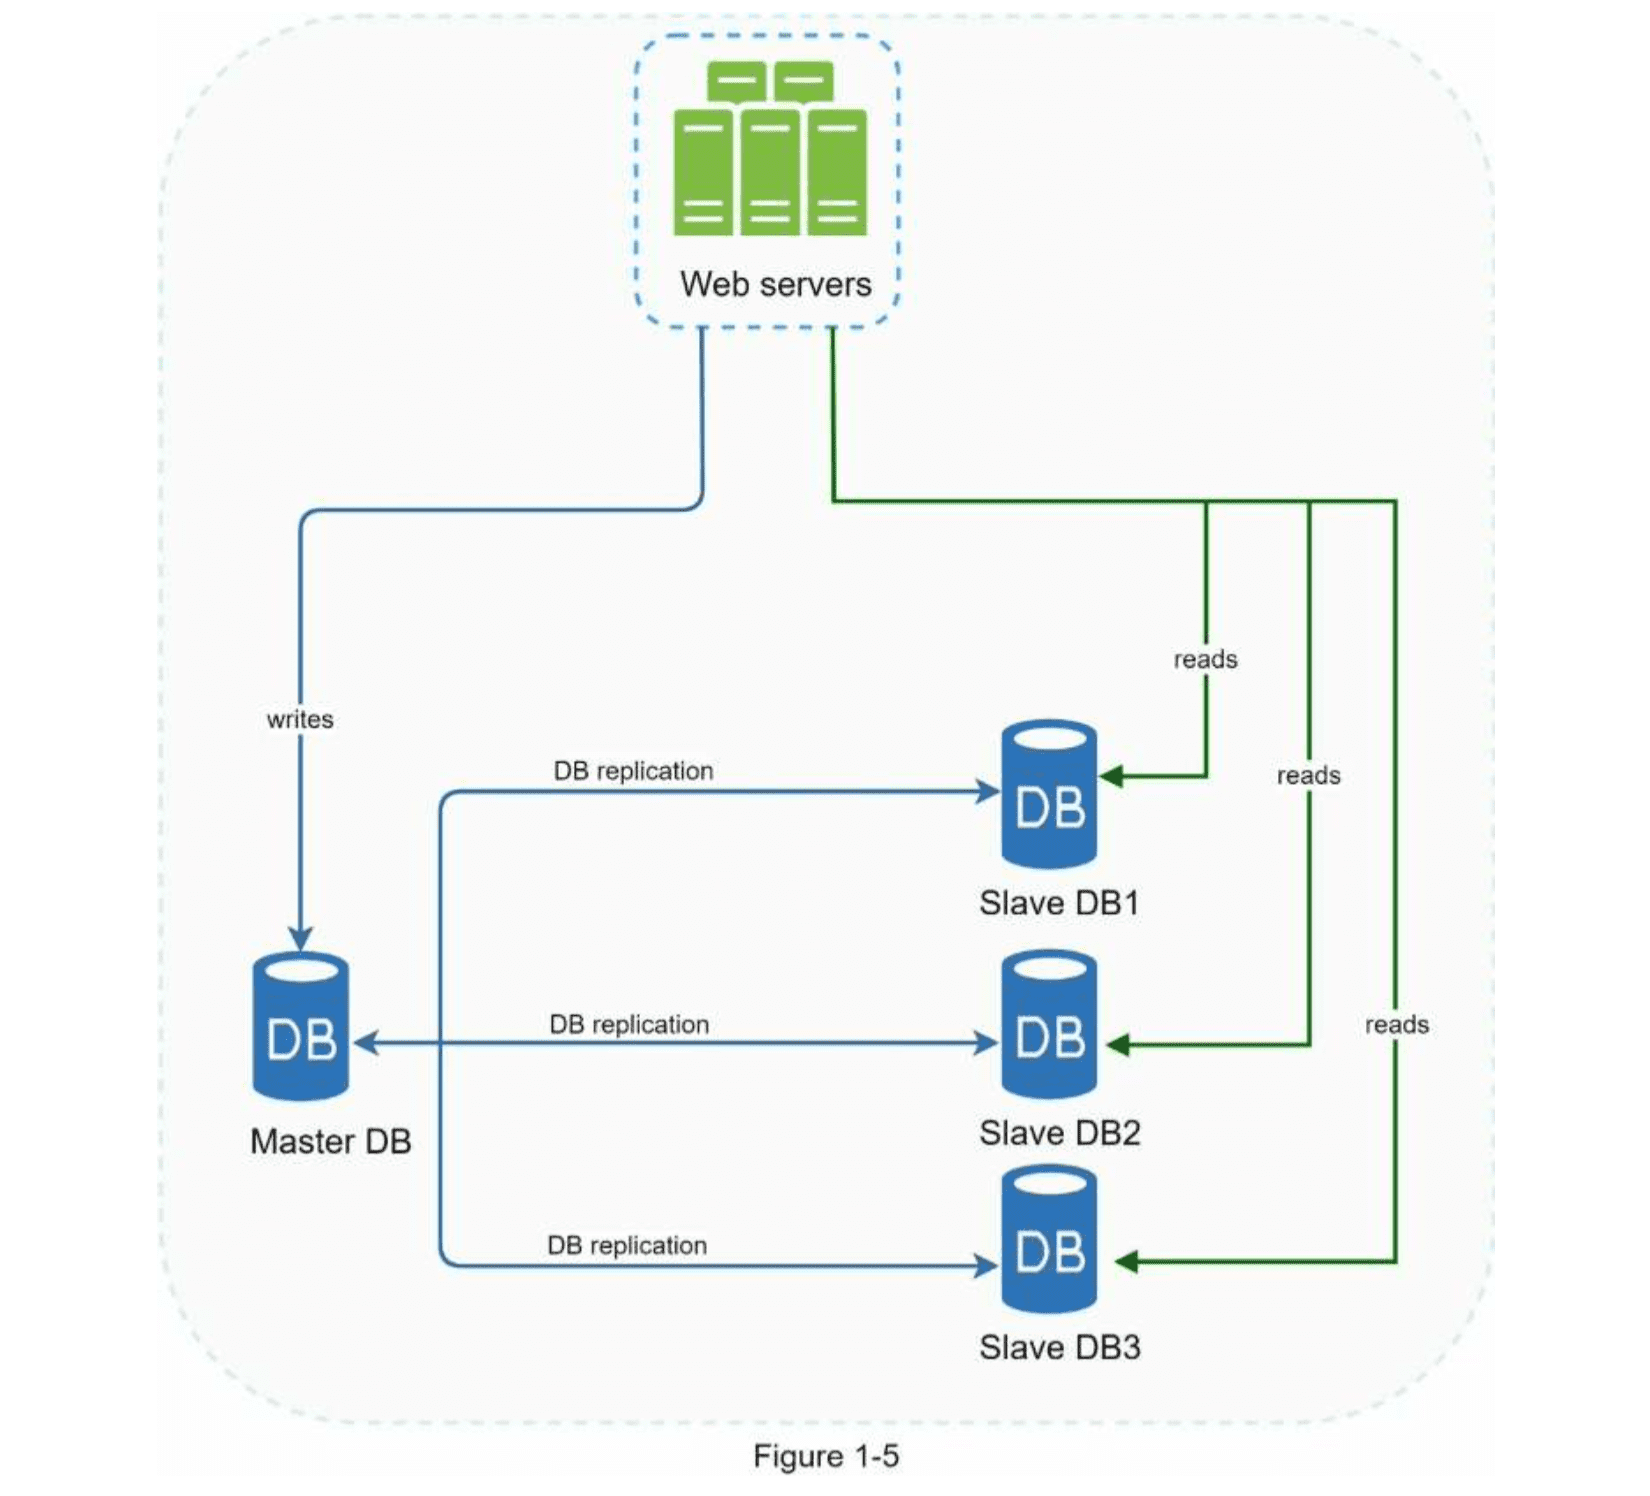 Web servers
reads
writes
DB replication
reads
DB
Slave DB1
DB replication
reads
DB
DB
Master DB
Slave DB2
DB replication
DB
Slave DB3
Figure 1-5